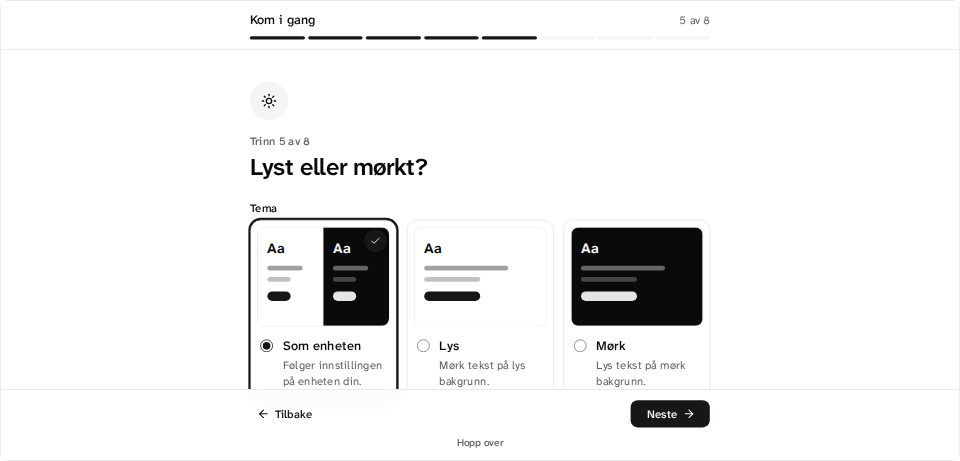 Kom i gang
5 av 8
Trinn 5 av 8
Lyst eller mørkt?
Tema
Aa
Aa
Aa
Aa
Som enheten
Følger innstillingen
på enheten din.
Lys
Mørk tekst på lys
bakgrunn.
Mørk
Lys tekst på mørk
bakgrunn.
Tilbake
Neste
Hopp over